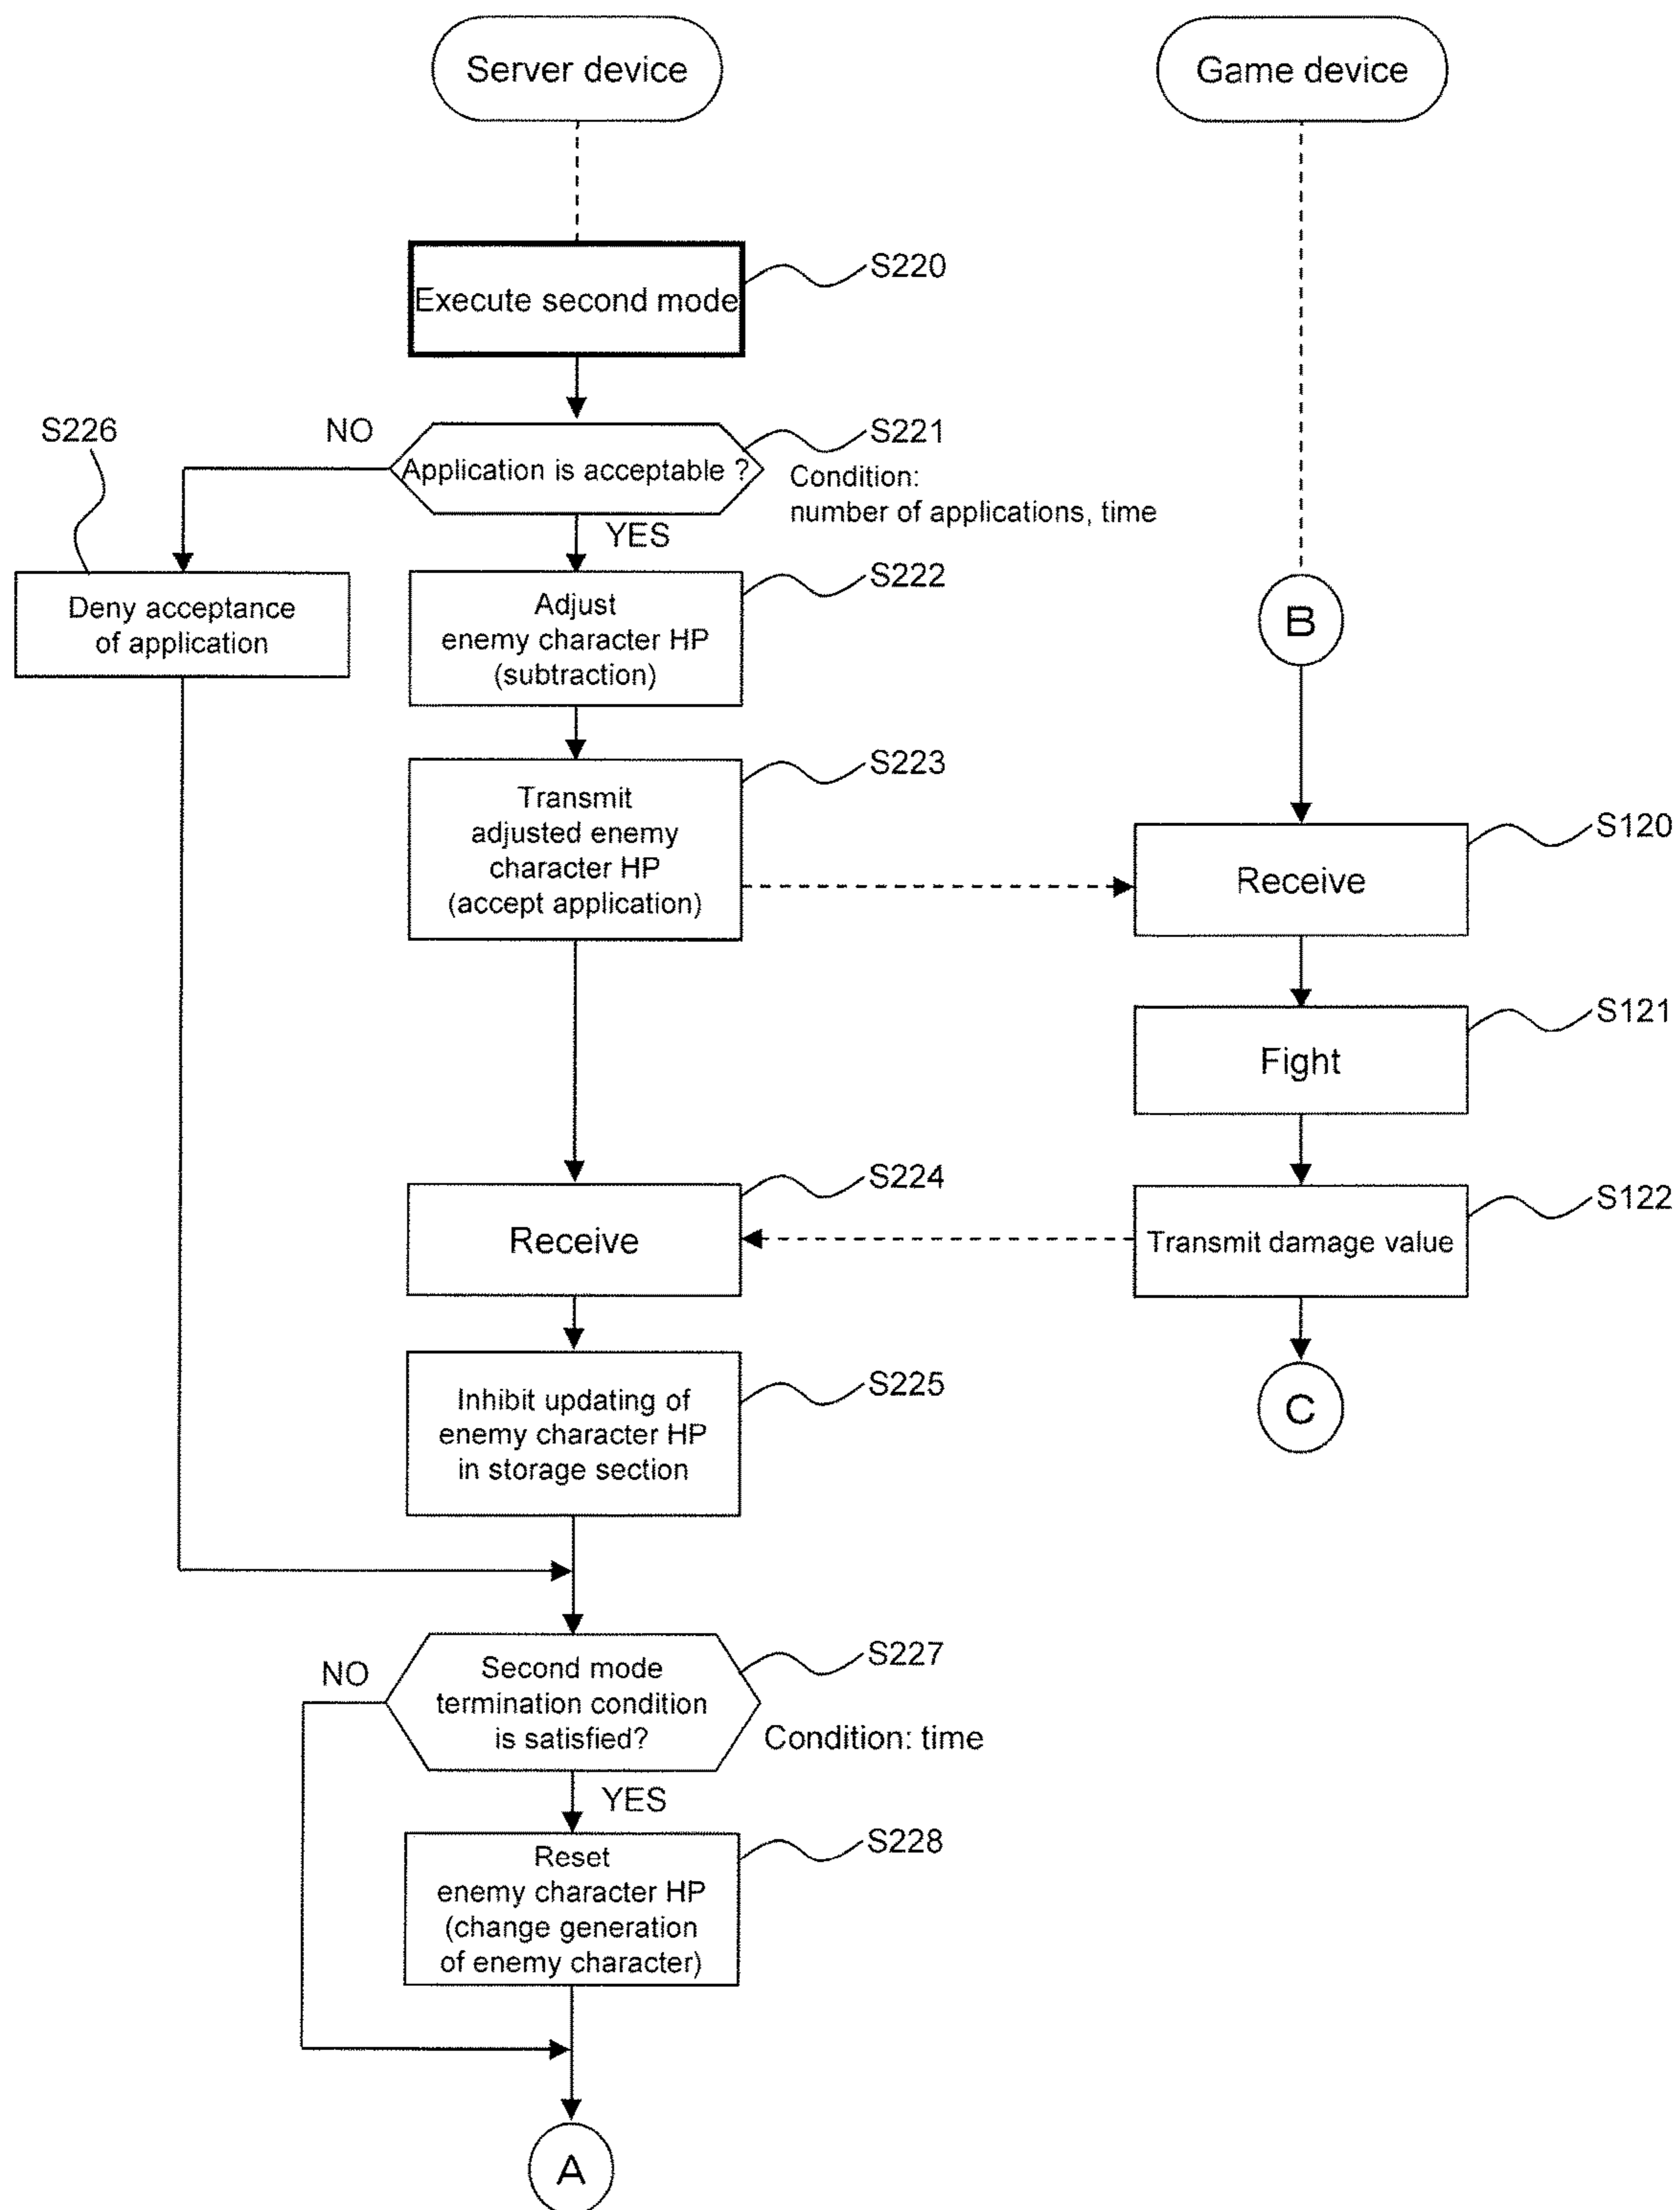 Server device
Game device
Execute second mode
S220
S226
NO
Application is acceptable ?
S221
Condition:
number of applications, time
YES
Deny acceptance
of application
Adjust
enemy character HP
(subtraction)
S222
B
Transmit
adjusted enemy
character HP
(accept application)
S223
Receive
S120
Fight
S121
Receive
S224
Transmit damage value
S122
Inhibit updating of
enemy character HP
in storage section
S225
C
NO
Second mode
termination condition
is satisfied?
S227
Condition: time
YES
Reset
enemy character HP
(change generation
of enemy character)
S228
A